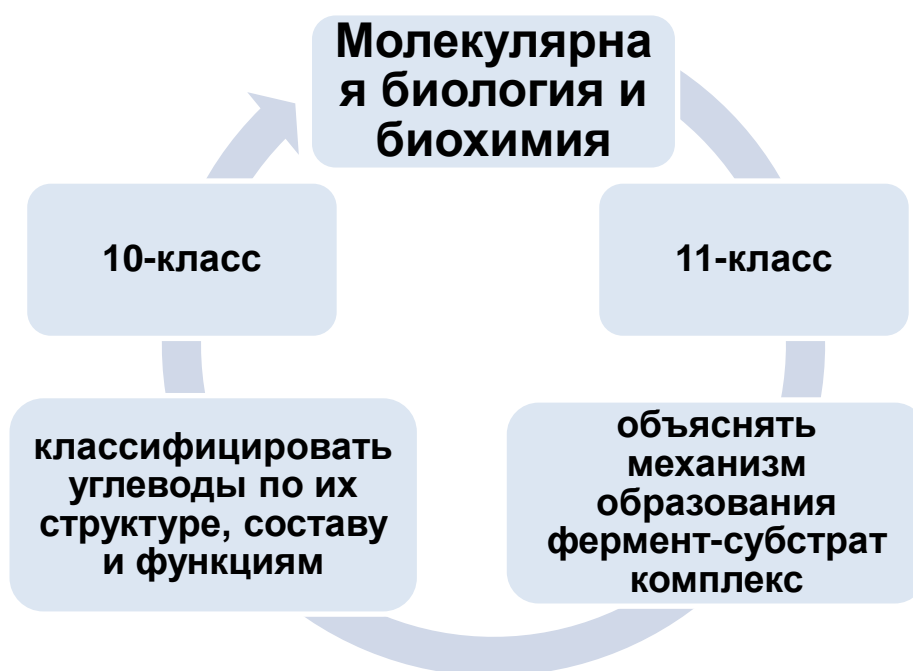 Молекулярна
я биология и
биохимия
10-класс
11-класс
классифицировать
углеводы по их
структуре, составу
и функциям
объяснять
механизм
образования
фермент-субстрат
комплекс